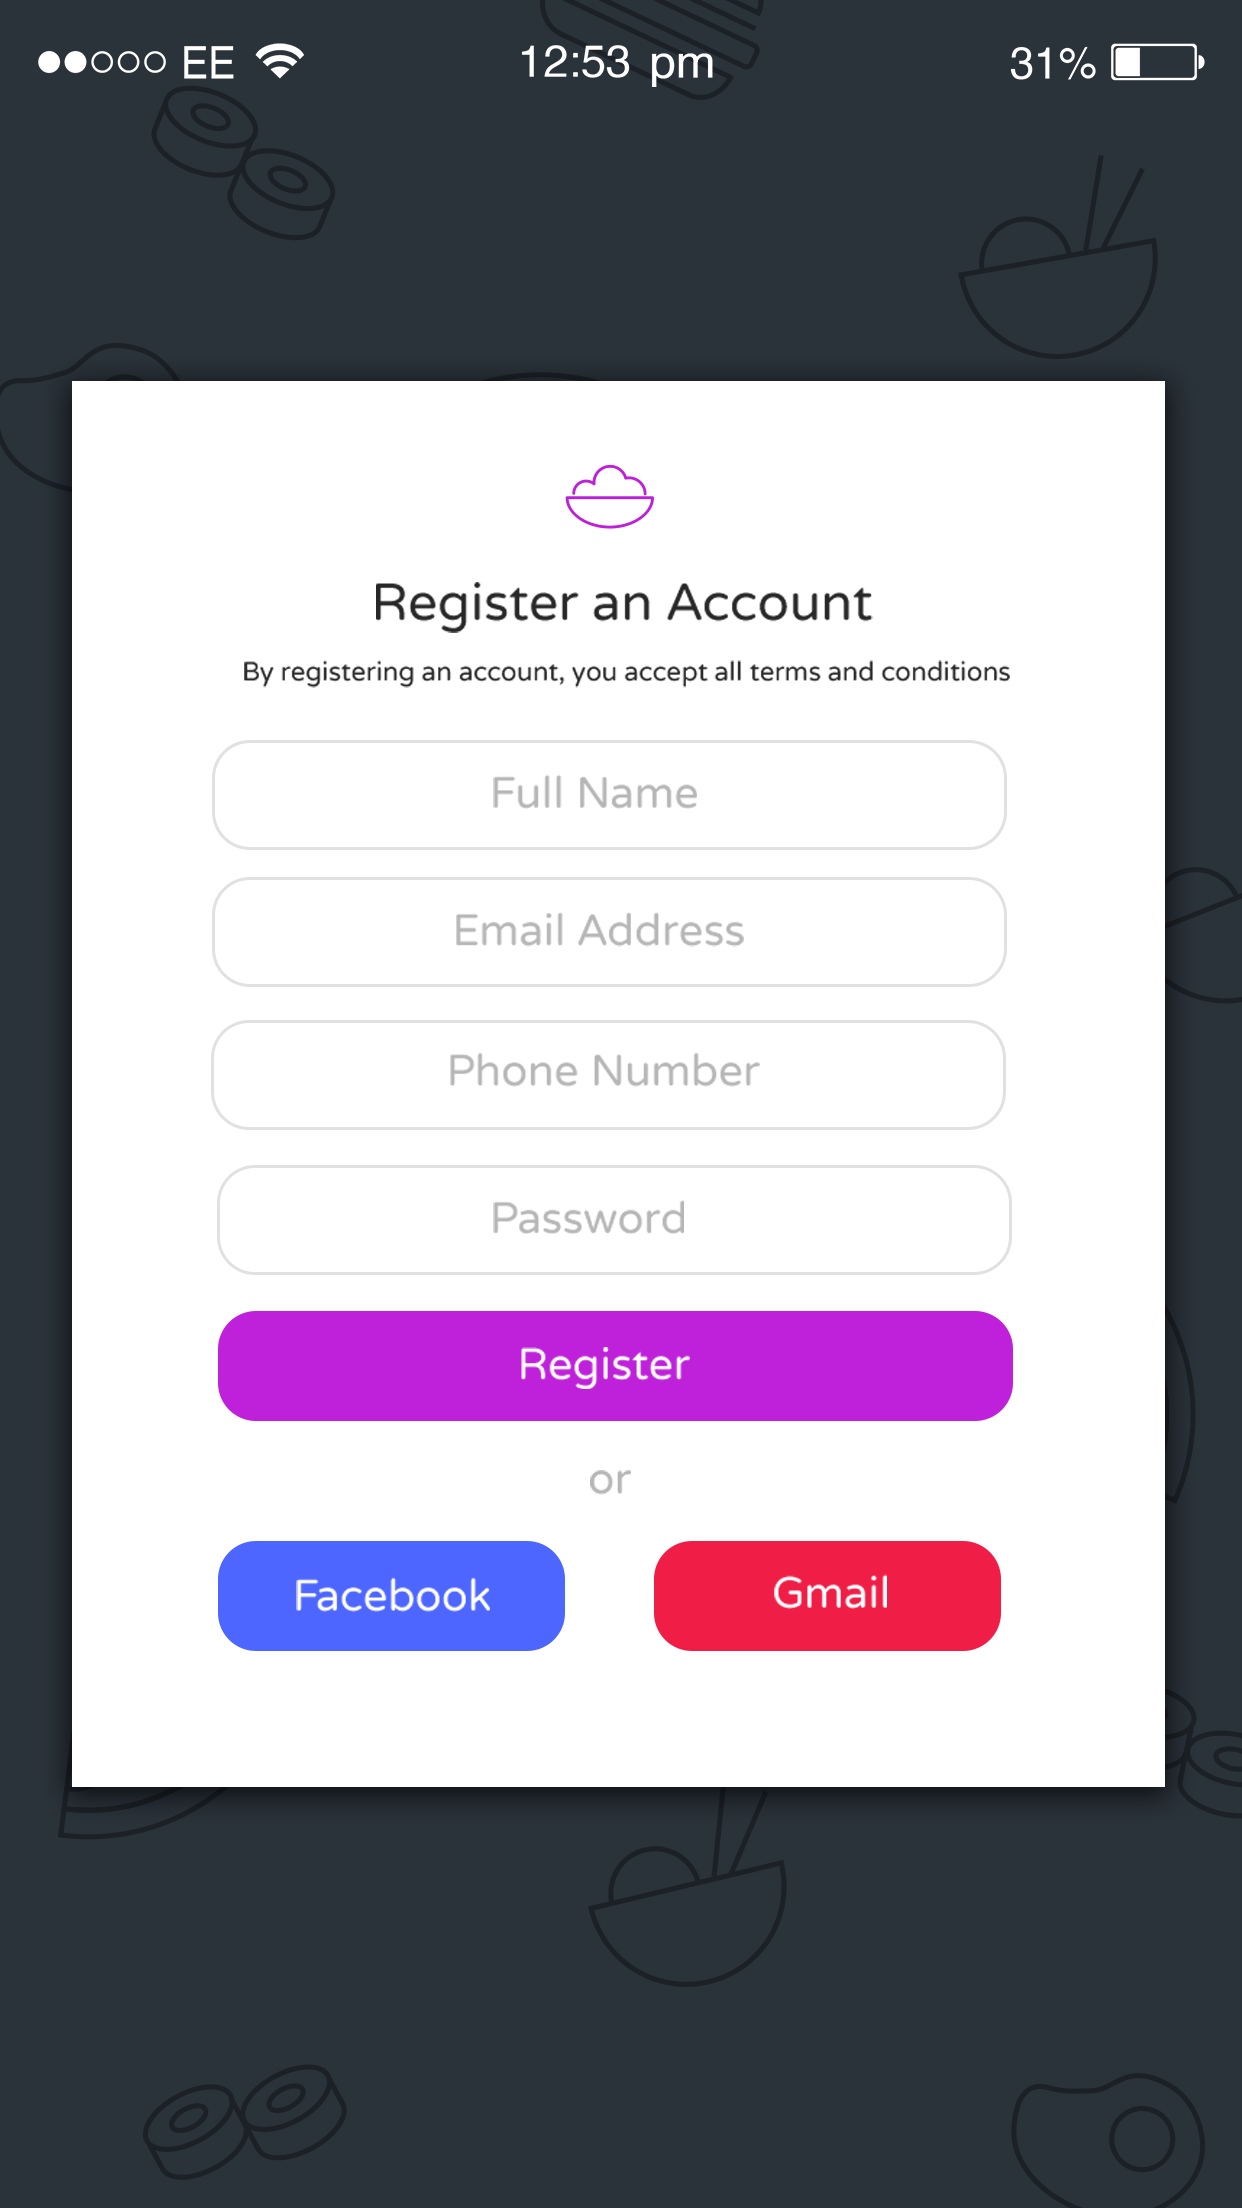 EE 12:53 pm 31%
Register an Account
By registering an account, you accept all terms and conditions
Full Name
Email Address
Phone Number
Password
Register
or
Facebook Gmail